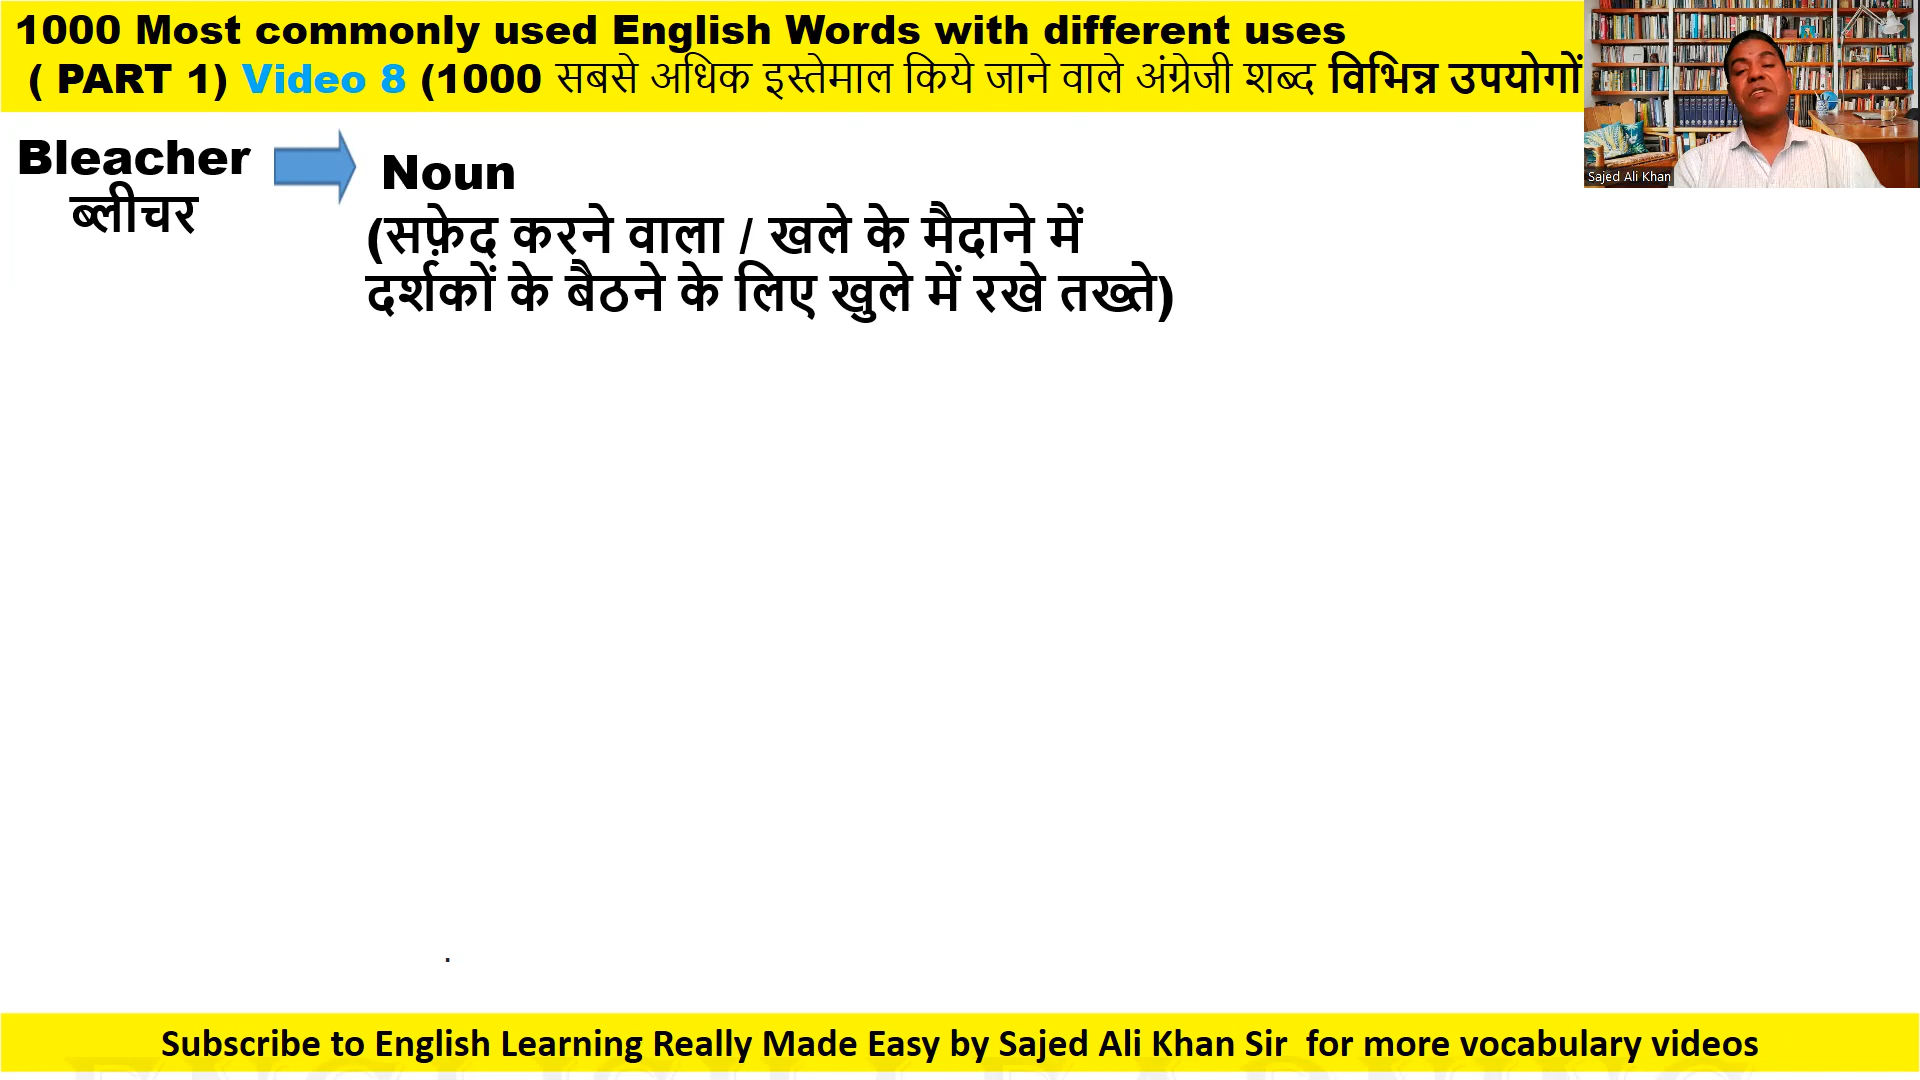 1000 Most commonly used English Words with different uses
( PART 1) Video 8 (1000 सबसे अधिक इस्तेमाल किये जाने वाले अंग्रेजी शब्द विभिन्न उपयोगों
Sajed Ali Khan
Bleacher
ब्लीचर
Noun
(सफ़ेद करने वाला / खले के मैदाने में
दर्शकों के बैठने के लिए खुले में रखे तख्ते)
.
Subscribe to English Learning Really Made Easy by Sajed Ali Khan Sir for more vocabulary videos